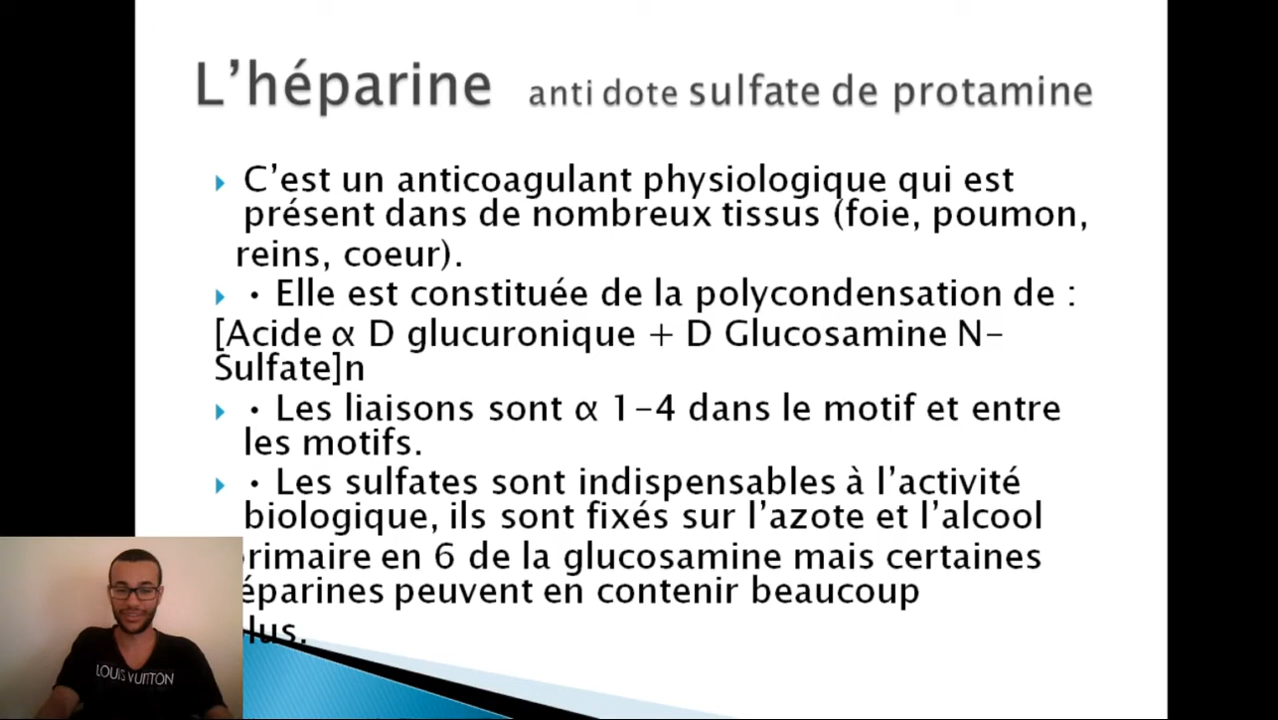 L’héparine anti dote sulfate de protamine
C’est un anticoagulant physiologique qui est
présent dans de nombreux tissus (foie, poumon,
reins, coeur).
• Elle est constituée de la polycondensation de :
[Acide α D glucuronique + D Glucosamine N-
Sulfate]n
• Les liaisons sont α 1-4 dans le motif et entre
les motifs.
• Les sulfates sont indispensables à l’activité
biologique, ils sont fixés sur l’azote et l’alcool
rimaire en 6 de la glucosamine mais certaines
éparines peuvent en contenir beaucoup
lus.
LOUIS VUITTON